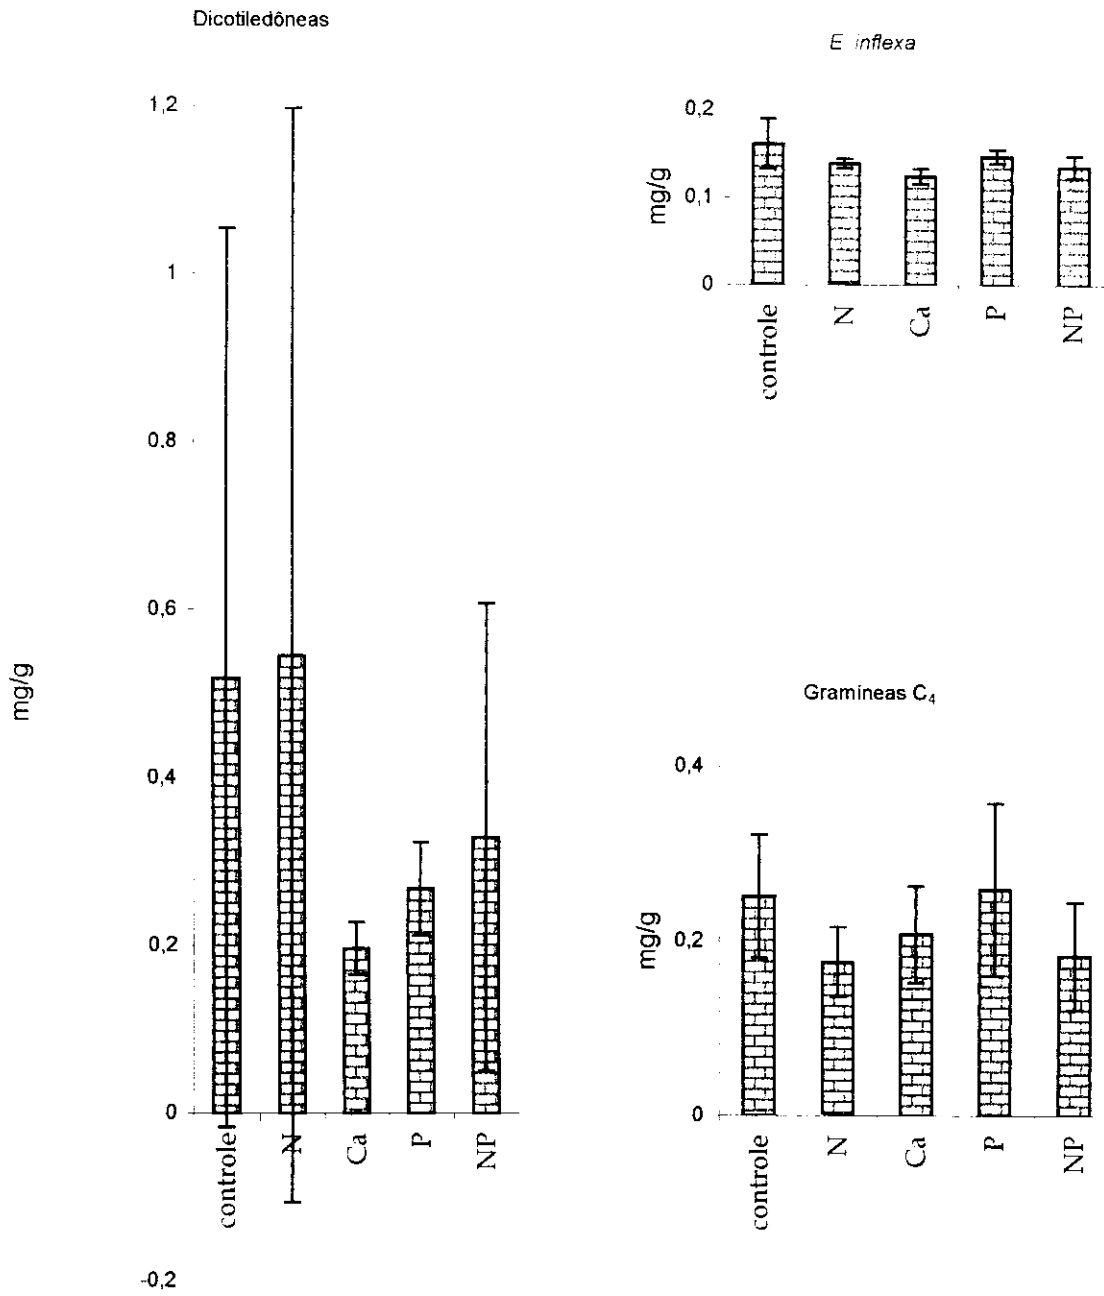 Dicotiledôneas
1,2
1
0.8
0,6
0,4
0,2
0
-0,2
mg/g
controle
N
Ca
P
NP
E inflexa
0,2
0,1
0
mg/g
controle
N
Ca
P
NP
Gramineas C₄
0,4
0,2
0
mg/g
controle
N
Ca
P
NP